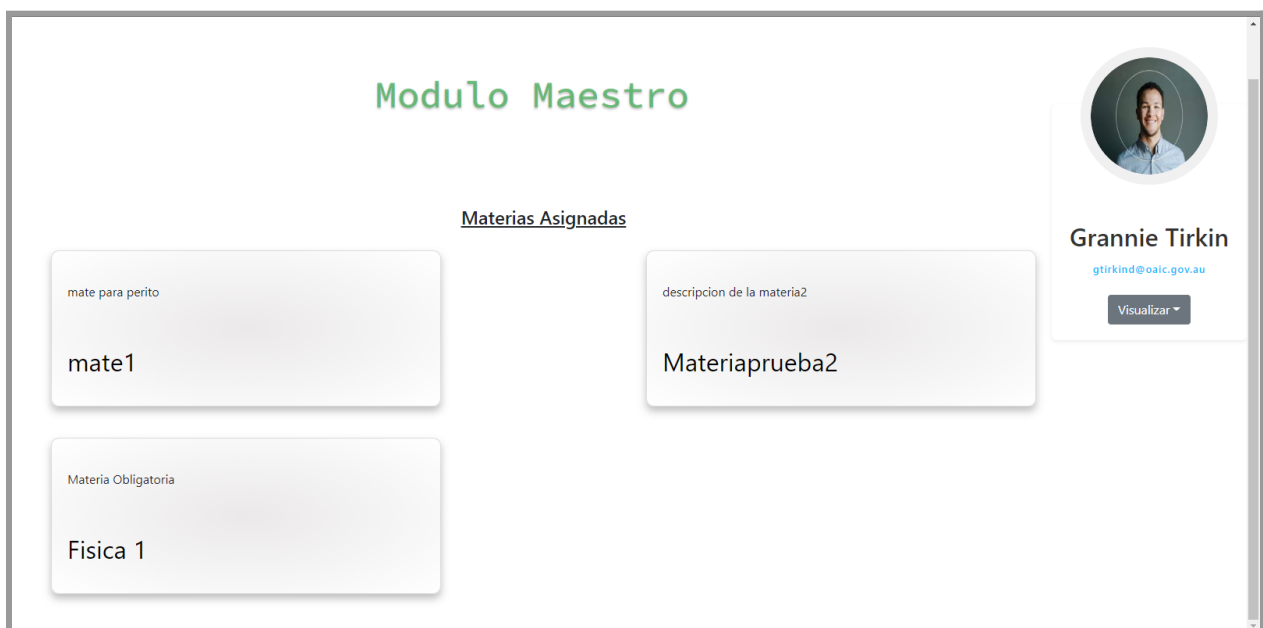 Modulo Maestro
Materias Asignadas
mate para perito
mate1
descripcion de la materia2
Materiaprueba2
Materia Obligatoria
Fisica 1
Grannie Tirkin
gtirkind@oaic.gov.au
Visualizar